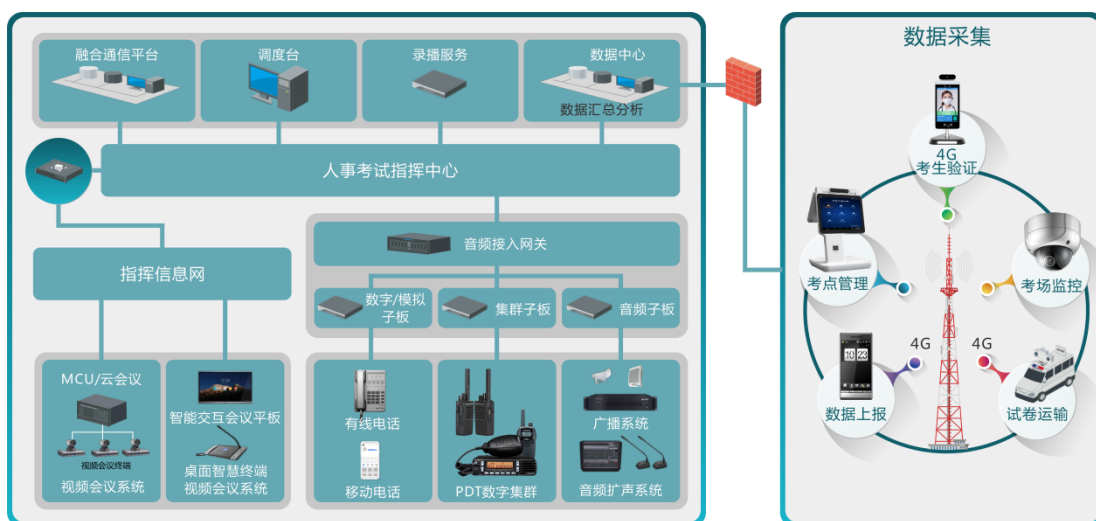 融合通信平台
调度台
录播服务
数据中心
数据汇总分析
人事考试指挥中心
音频接入网关
指挥信息网
数字/模拟
子板
集群子板
音频子板
MCU/云会议
视频会议终端
视频会议系统
智能交互会议平板
桌面智慧终端
视频会议系统
有线电话
移动电话
PDT数字集群
广播系统
音频扩声系统
数据采集
4G
考生验证
考点管理
考场监控
10 23
4G
数据上报
4G
试卷运输